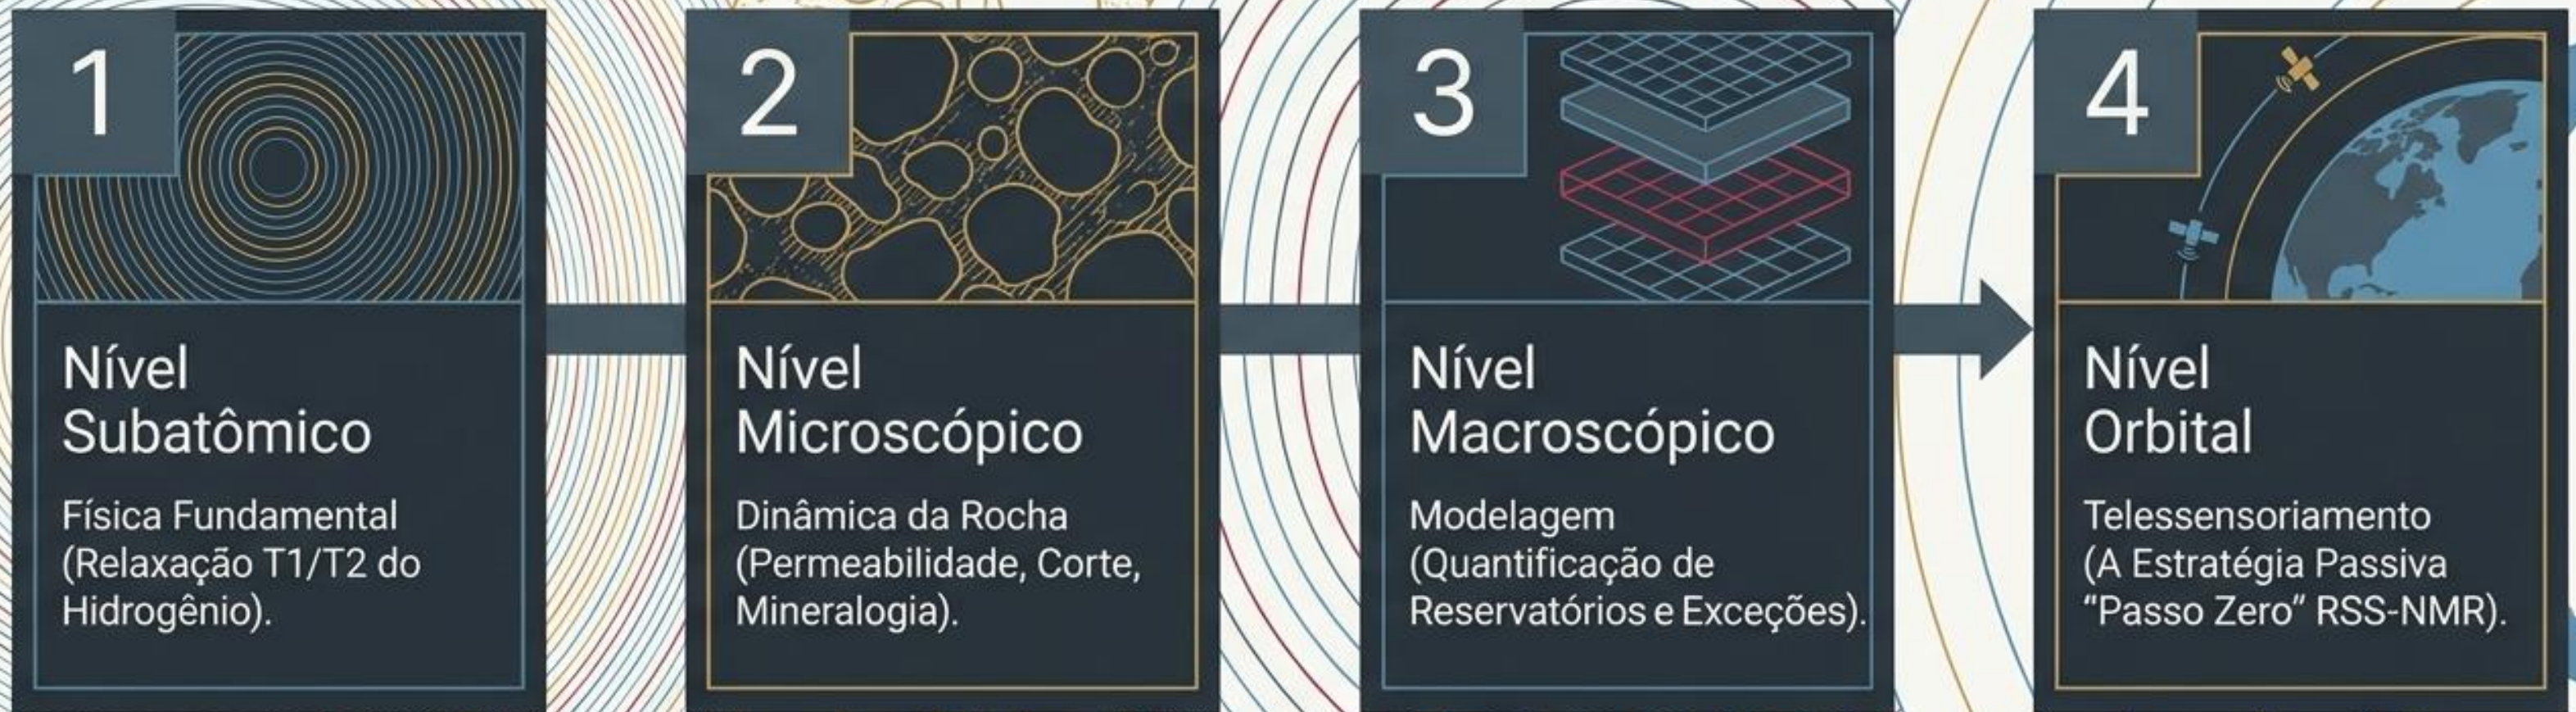 1
Nível
Subatômico
Física Fundamental
(Relaxação T1/T2 do
Hidrogênio).
2
Nível
Microscópico
Dinâmica da Rocha
(Permeabilidade, Corte,
Mineralogia).
3
Nível
Macroscópico
Modelagem
(Quantificação de
Reservatórios e Exceções).
4
Nível
Orbital
Telessensoriamento
(A Estratégia Passiva
“Passo Zero” RSS-NMR).